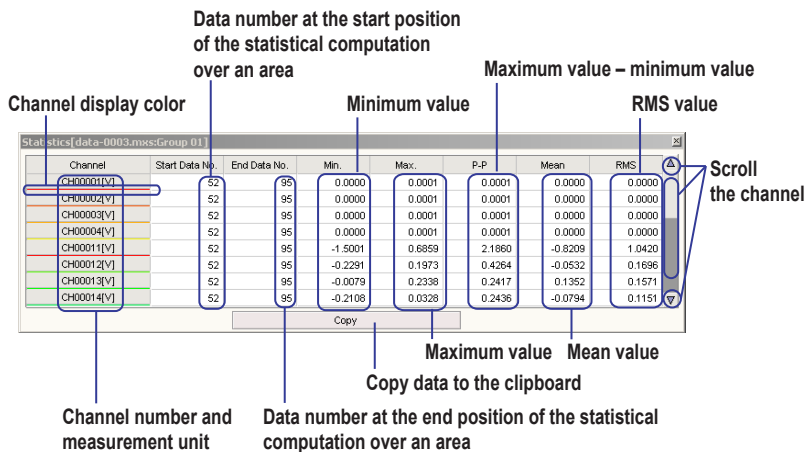 Data number at the start position
of the statistical computation
over an area
Maximum value – minimum value
Channel display color
Minimum value
RMS value
Statistics[data-0003.mxs:Group 01]
Channel Start Data No. End Data No. Min. Max. P-P Mean RMS
CH00001[V] 52 95 0.0000 0.0001 0.0001 0.0000 0.0000
CH00002[V] 52 95 0.0000 0.0001 0.0001 0.0000 0.0000
CH00003[V] 52 95 0.0000 0.0001 0.0001 0.0000 0.0000
CH00004[V] 52 95 0.0000 0.0001 0.0001 0.0000 0.0000
CH00011[V] 52 95 -1.5001 0.6859 2.1860 -0.8209 1.0420
CH00012[V] 52 95 -0.2291 0.1973 0.4264 -0.0532 0.1696
CH00013[V] 52 95 -0.0079 0.2338 0.2417 0.1352 0.1571
CH00014[V] 52 95 -0.2108 0.0328 0.2436 -0.0794 0.1151
Scroll
the channel
Copy
Maximum value
Mean value
Copy data to the clipboard
Channel number and
measurement unit
Data number at the end position of the statistical
computation over an area